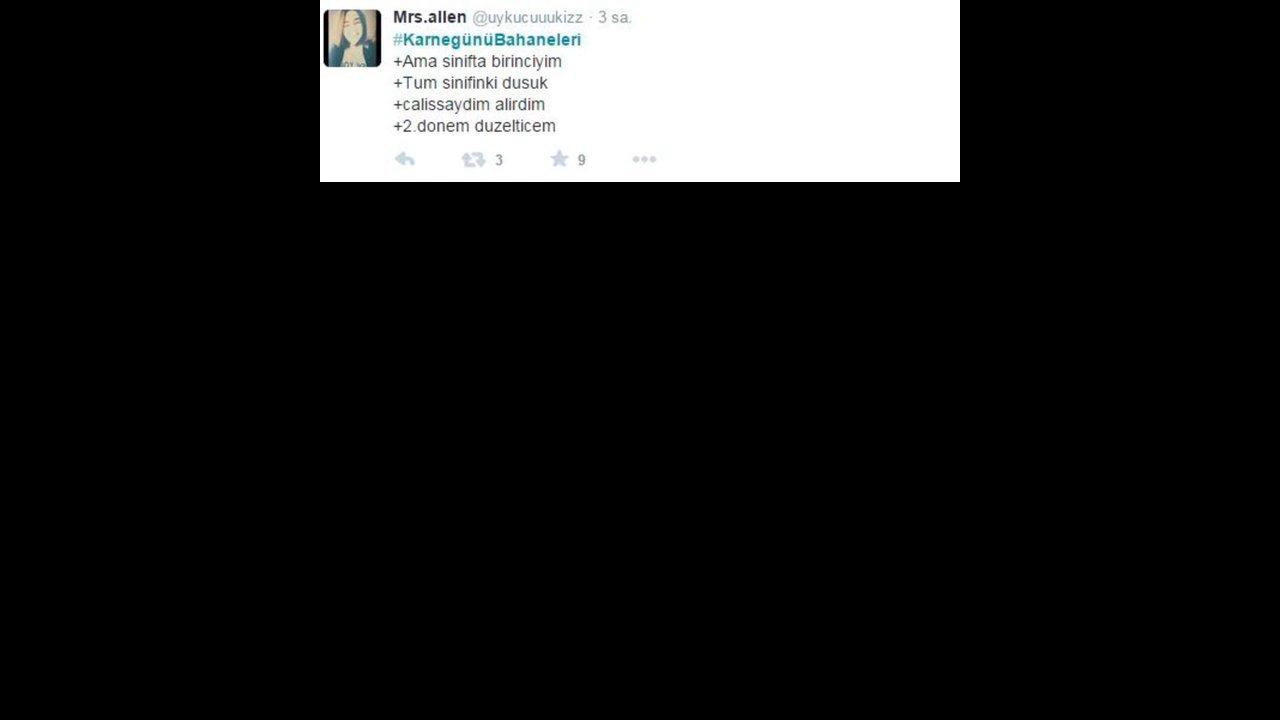 Mrs.allen @uykucuuukizz · 3 sa.
#KarnegünüBahaneleri
+Ama sinifta birinciyim
+Tum sinifinki dusuk
+calissaydim alirdim
+2.donem duzelticem
3 9